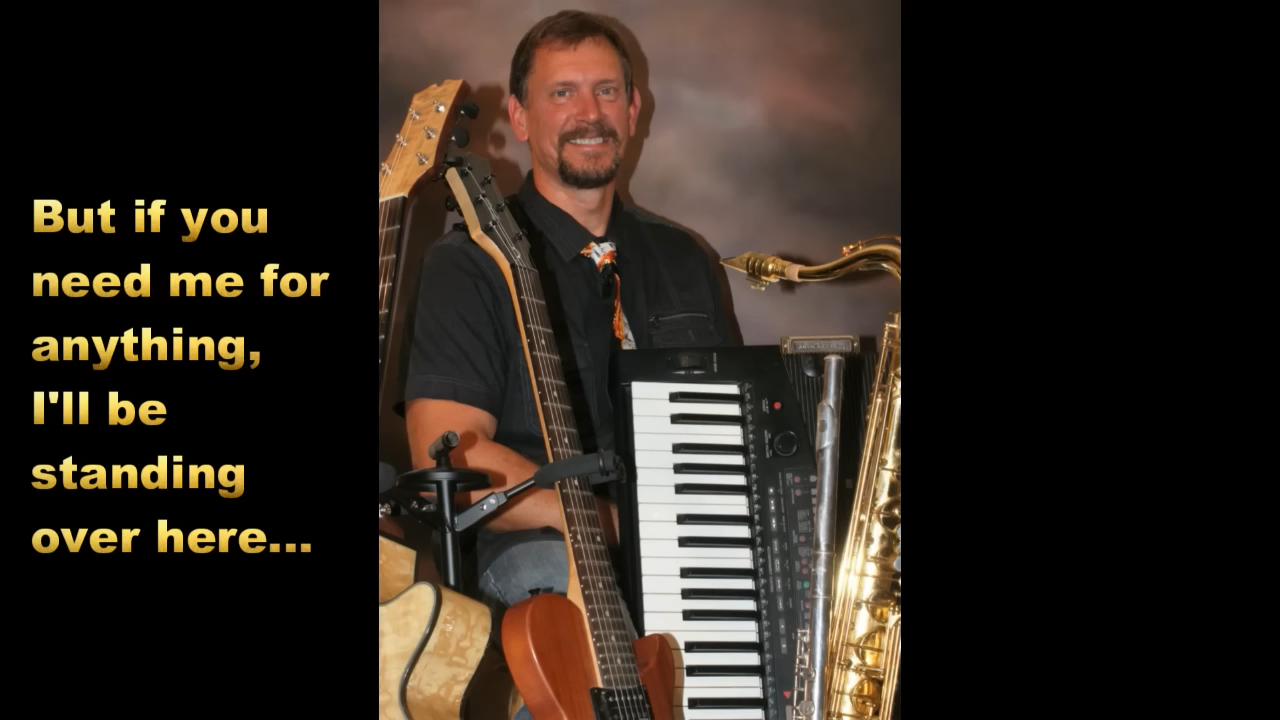 But if you
need me for
anything,
I'll be
standing
over here...